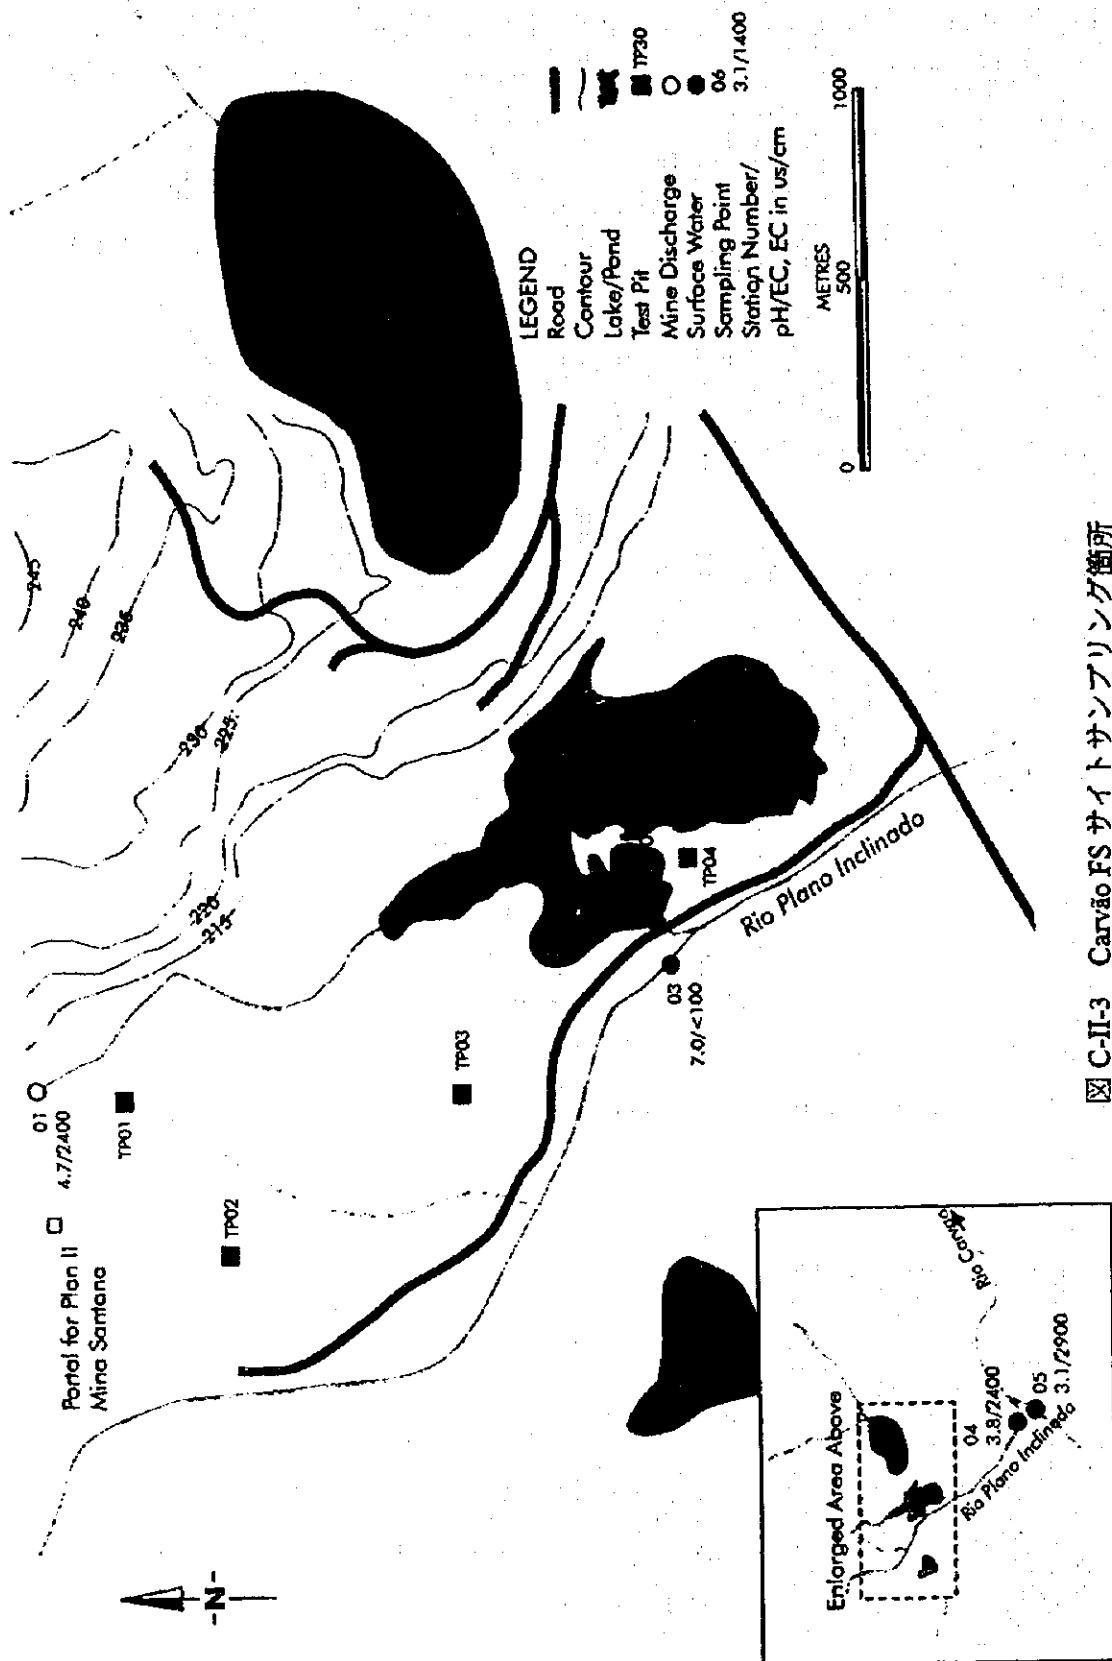 245
240
235
230
225
220
215
01
4.7/2400
Portal for Plan II
Mina Santana
TP01
TP02
TP03
TP04
03
7.0/<100
Rio Plano Inclinado
-N-
LEGEND
Road
Contour
Lake/Pond
Test Pit
TP30
Mine Discharge
Surface Water
Sampling Point
Station Number/
06
pH/EC, EC in us/cm
3.1/1400
METRES
0
500
1000
Enlarged Area Above
04
3.8/2400
05
3.1/2900
Rio Plano Inclinado
Rio
図 C-II-3 Carvão FS サイトサンプリング箇所